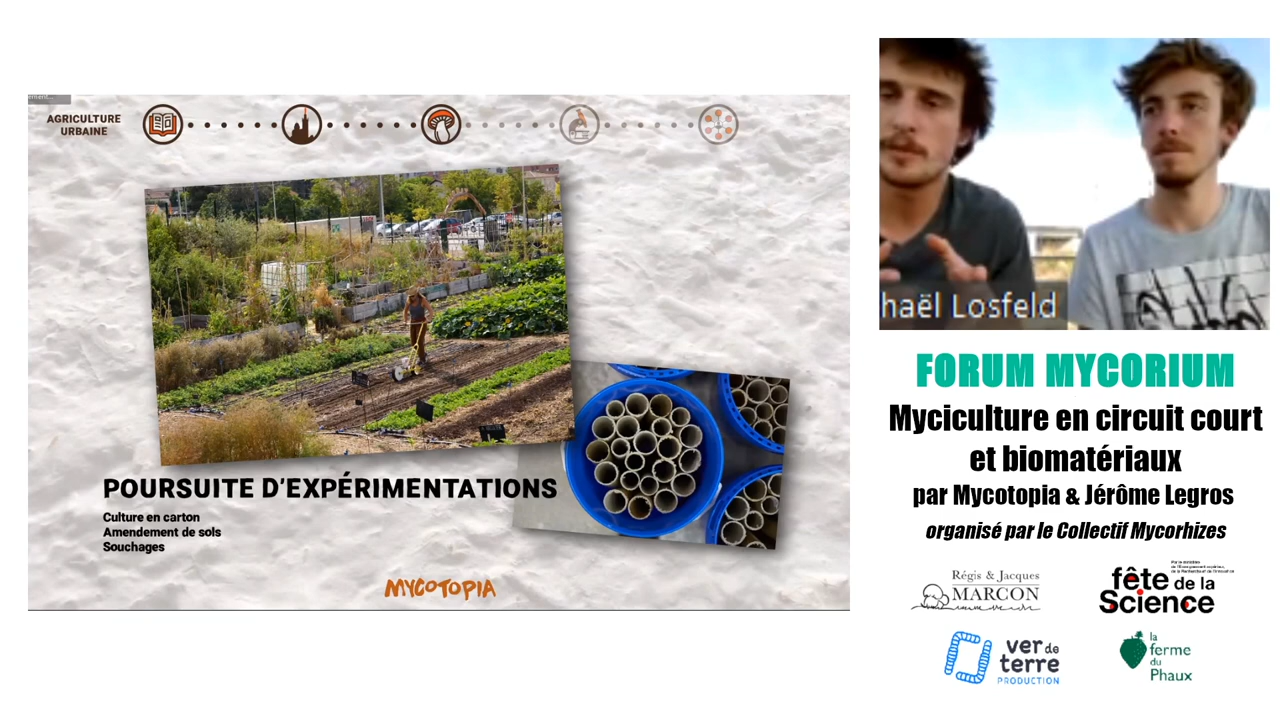 AGRICULTURE
URBAINE
POURSUITE D'EXPÉRIMENTATIONS
Culture en carton
Amendement de sols
Souchages
MYCOTOPIA
haël Losfeld
FORUM MYCORIUM
Myciculture en circuit court
et biomatériaux
par Mycotopia & Jérôme Legros
organisé par le Collectif Mycorhizes
Régis & Jacques
MARCON
fête de la
Science
ver de
terre
PRODUCTION
la
ferme
du
Phaux